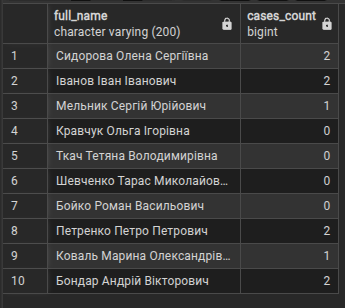 full_name cases_count
character varying (200) bigint
1 Сидорова Олена Сергіївна 2
2 Іванов Іван Іванович 2
3 Мельник Сергій Юрійович 1
4 Кравчук Ольга Ігорівна 0
5 Ткач Тетяна Володимирівна 0
6 Шевченко Тарас Миколайов... 0
7 Бойко Роман Васильович 0
8 Петренко Петро Петрович 2
9 Коваль Марина Олександрів... 1
10 Бондар Андрій Вікторович 2